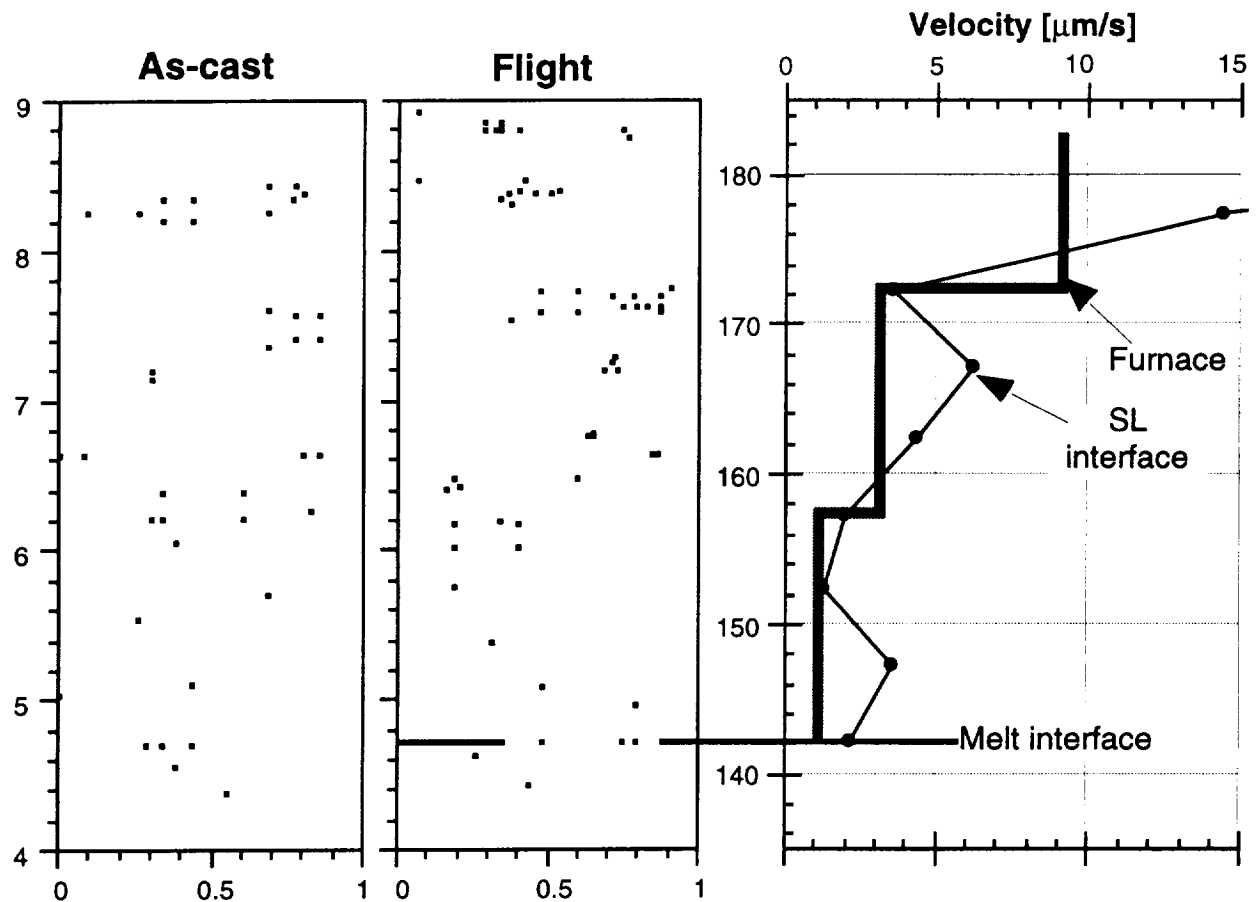 Velocity [μm/s]
As-cast
Flight
0 5 10 15
9
8
7
6
5
4
180
170
160
150
140
Furnace
SL
interface
Melt interface
0 0.5 1
0 0.5 1